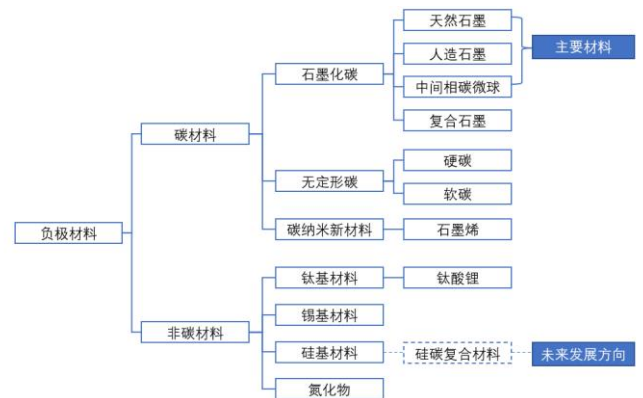 天然石墨
主要材料
人造石墨
石墨化碳
中间相碳微球
碳材料
复合石墨
硬碳
无定形碳
软碳
负极材料
碳纳米新材料
石墨烯
钛基材料
钛酸锂
锡基材料
非碳材料
硅基材料
硅碳复合材料
未来发展方向
氮化物